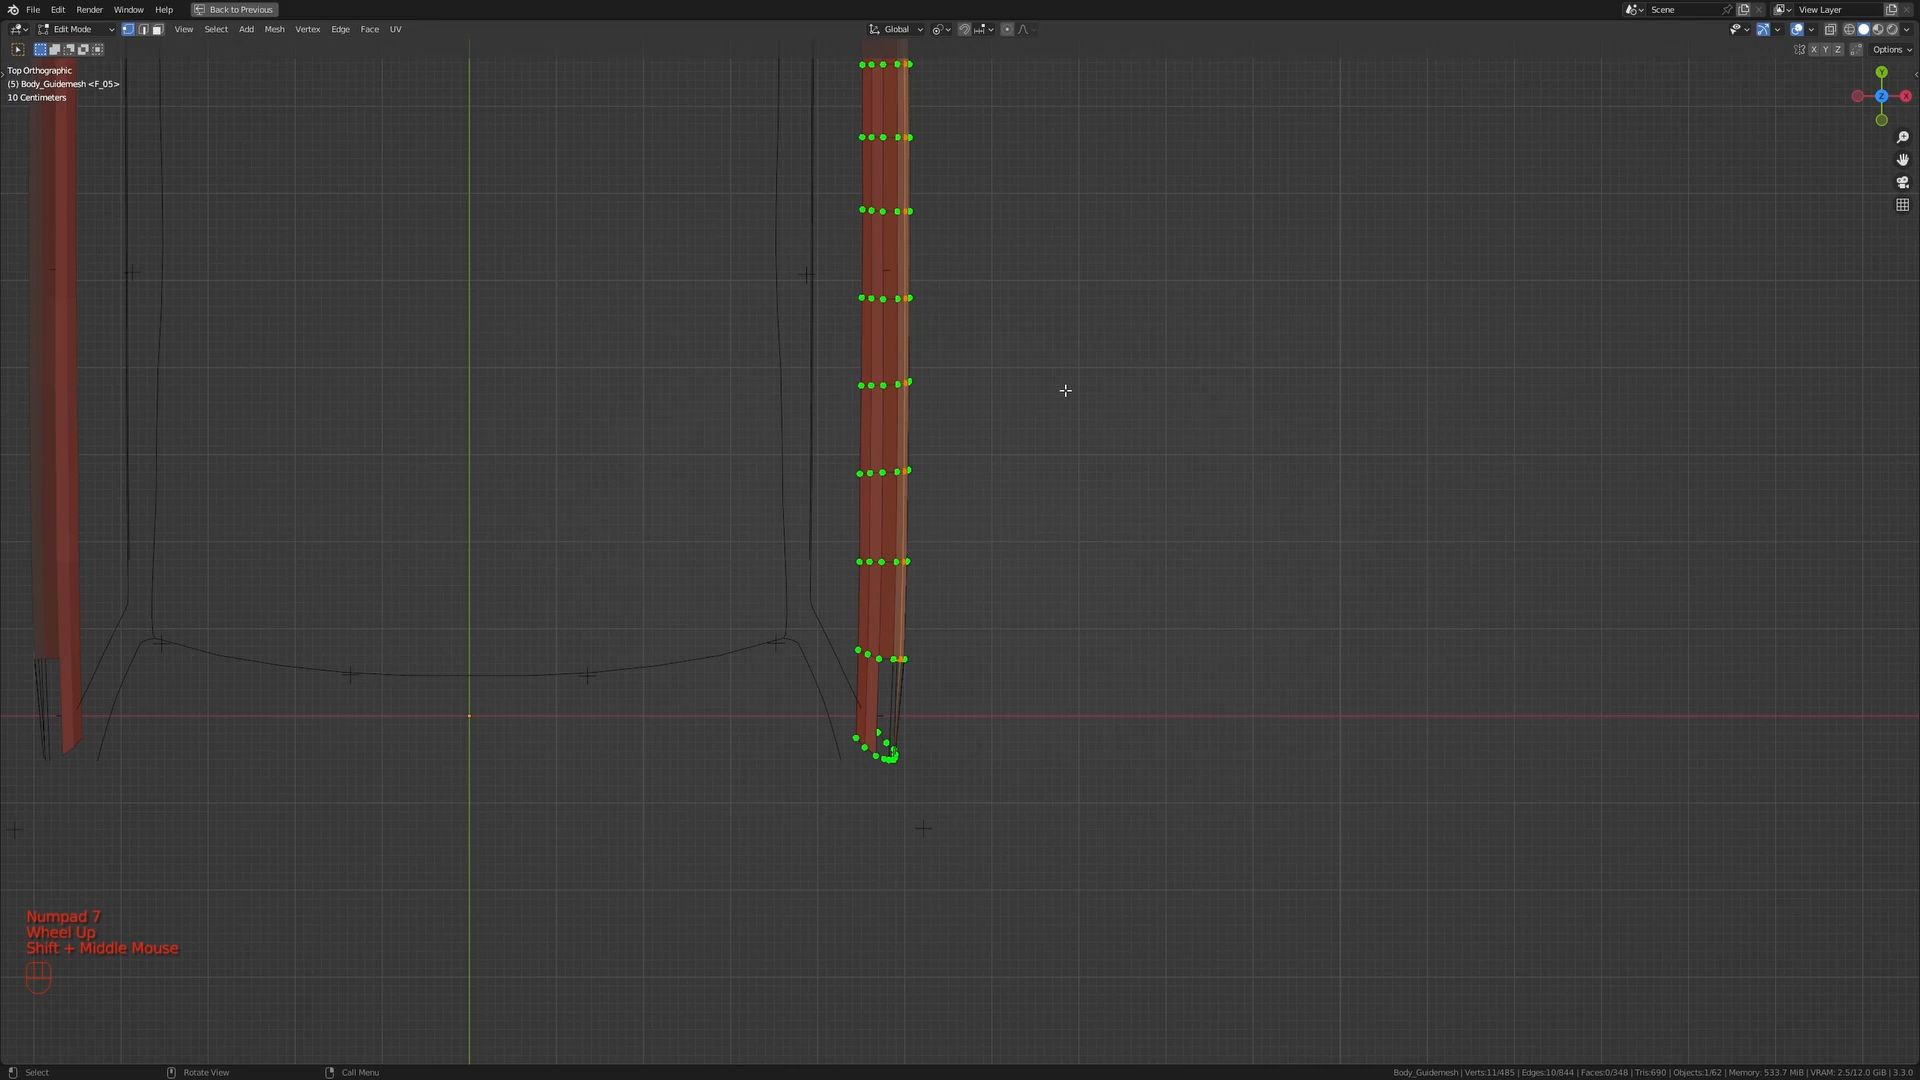 File Edit Render Window Help Back to Previous Scene View Layer
Edit Mode View Select Add Mesh Vertex Edge Face UV Global
X Y Z Options
Top Orthographic
(5) Body_Guidemesh <F_05>
10 Centimeters
Y
Z X
Numpad 7
Wheel Up
Shift + Middle Mouse
Select Rotate View Call Menu Body_Guidemesh | Verts:11/485 | Edges:10/844 | Faces:0/348 | Tris:690 | Objects:1/62 | Memory: 533.7 MiB | VRAM: 2.5/12.0 GiB | 3.3.0